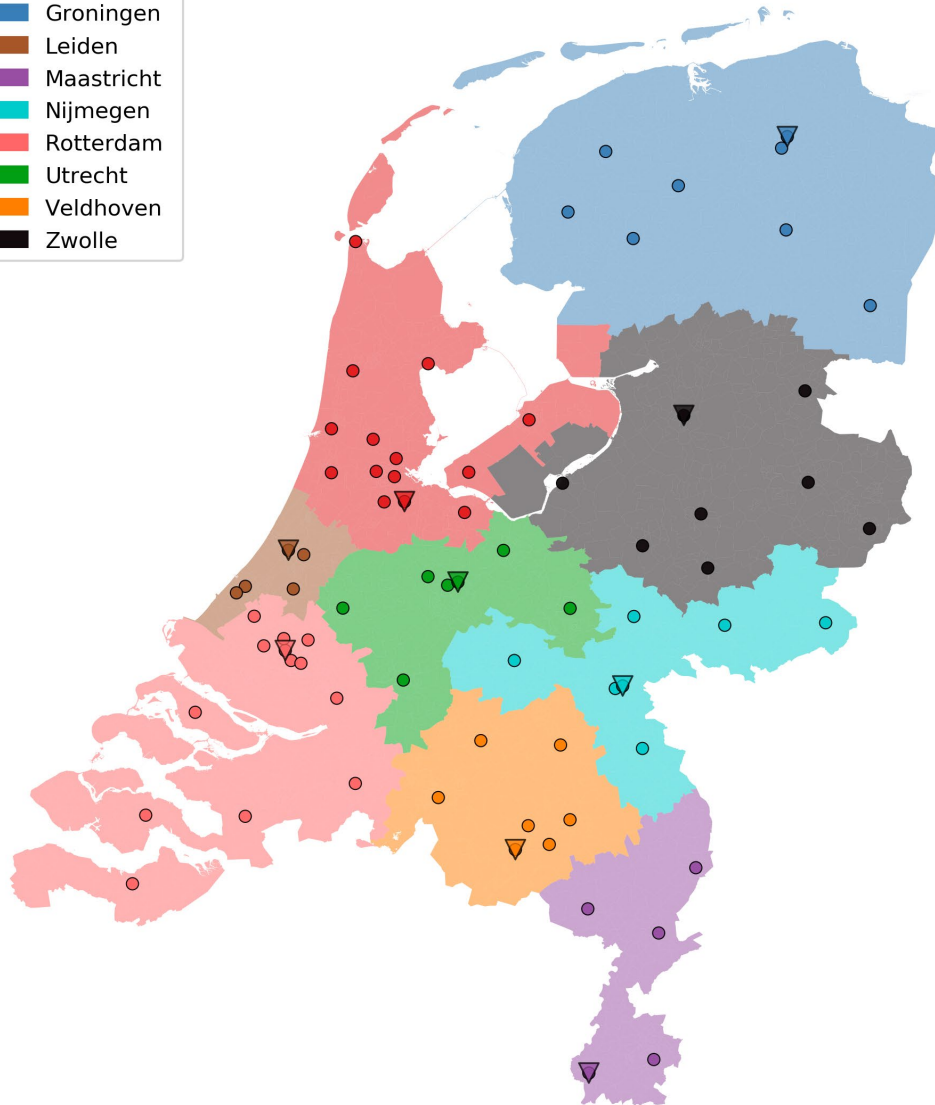 Groningen
Leiden
Maastricht
Nijmegen
Rotterdam
Utrecht
Veldhoven
Zwolle